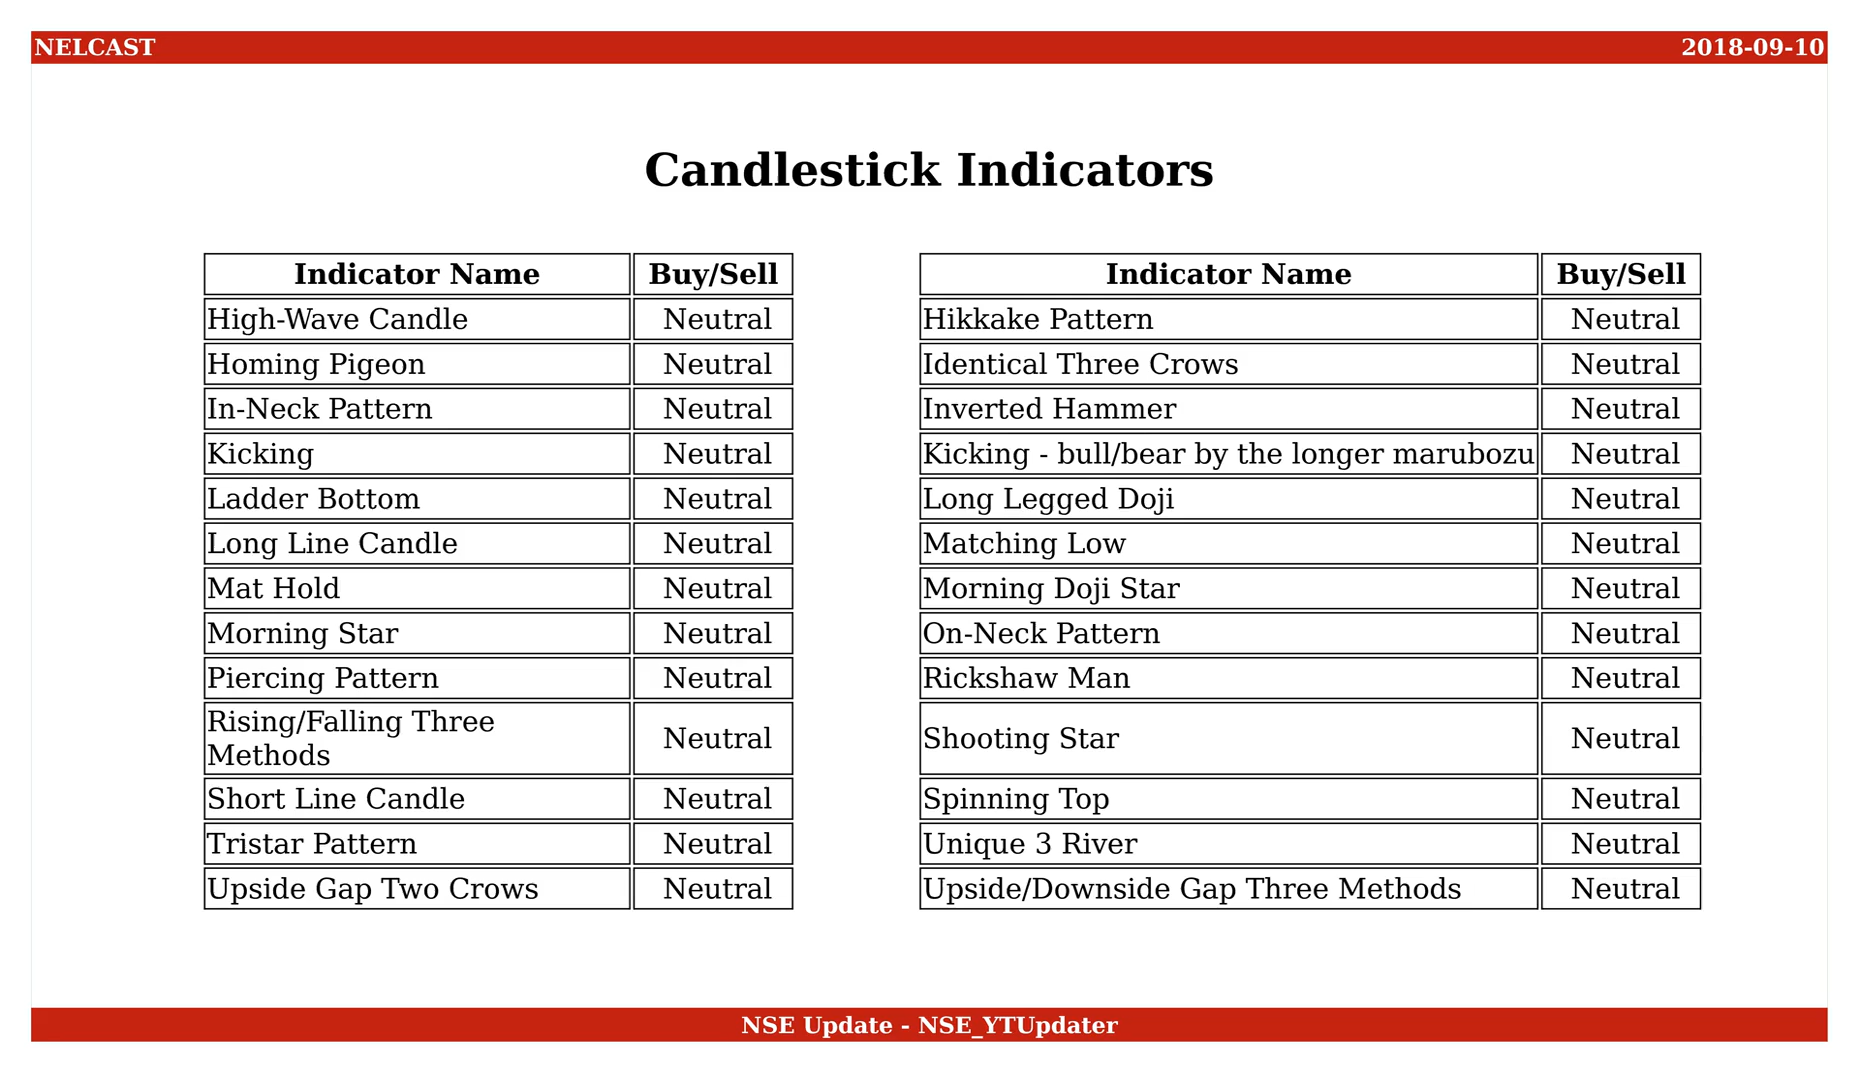 NELCAST
2018-09-10
Candlestick Indicators
Indicator Name Buy/Sell
High-Wave Candle Neutral
Homing Pigeon Neutral
In-Neck Pattern Neutral
Kicking Neutral
Ladder Bottom Neutral
Long Line Candle Neutral
Mat Hold Neutral
Morning Star Neutral
Piercing Pattern Neutral
Rising/Falling Three
Methods Neutral
Short Line Candle Neutral
Tristar Pattern Neutral
Upside Gap Two Crows Neutral
Indicator Name Buy/Sell
Hikkake Pattern Neutral
Identical Three Crows Neutral
Inverted Hammer Neutral
Kicking - bull/bear by the longer marubozu Neutral
Long Legged Doji Neutral
Matching Low Neutral
Morning Doji Star Neutral
On-Neck Pattern Neutral
Rickshaw Man Neutral
Shooting Star Neutral
Spinning Top Neutral
Unique 3 River Neutral
Upside/Downside Gap Three Methods Neutral
NSE Update - NSE_YTUpdater